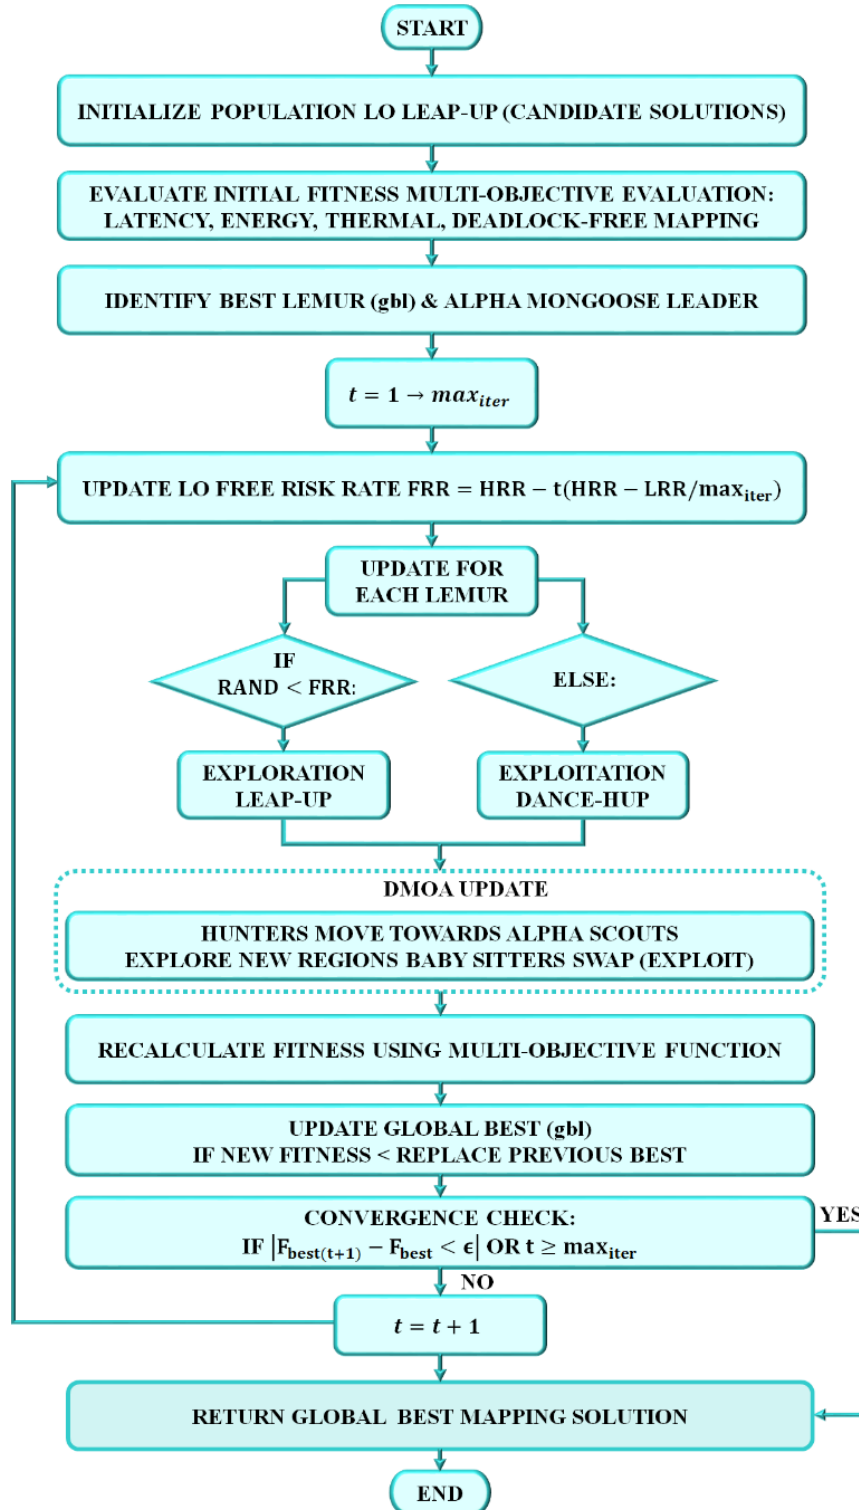 START
INITIALIZE POPULATION LO LEAP-UP (CANDIDATE SOLUTIONS)
EVALUATE INITIAL FITNESS MULTI-OBJECTIVE EVALUATION:
LATENCY, ENERGY, THERMAL, DEADLOCK-FREE MAPPING
IDENTIFY BEST LEMUR (gbl) & ALPHA MONGOOSE LEADER
t = 1 → max_iter
UPDATE LO FREE RISK RATE FRR = HRR − t(HRR − LRR/max_iter)
UPDATE FOR
EACH LEMUR
IF
RAND < FRR:
ELSE:
EXPLORATION
LEAP-UP
EXPLOITATION
DANCE-HUP
DMOA UPDATE
HUNTERS MOVE TOWARDS ALPHA SCOUTS
EXPLORE NEW REGIONS BABY SITTERS SWAP (EXPLOIT)
RECALCULATE FITNESS USING MULTI-OBJECTIVE FUNCTION
UPDATE GLOBAL BEST (gbl)
IF NEW FITNESS < REPLACE PREVIOUS BEST
CONVERGENCE CHECK:
IF |F_best(t+1) − F_best < ϵ| OR t ≥ max_iter
YES
NO
t = t + 1
RETURN GLOBAL BEST MAPPING SOLUTION
END